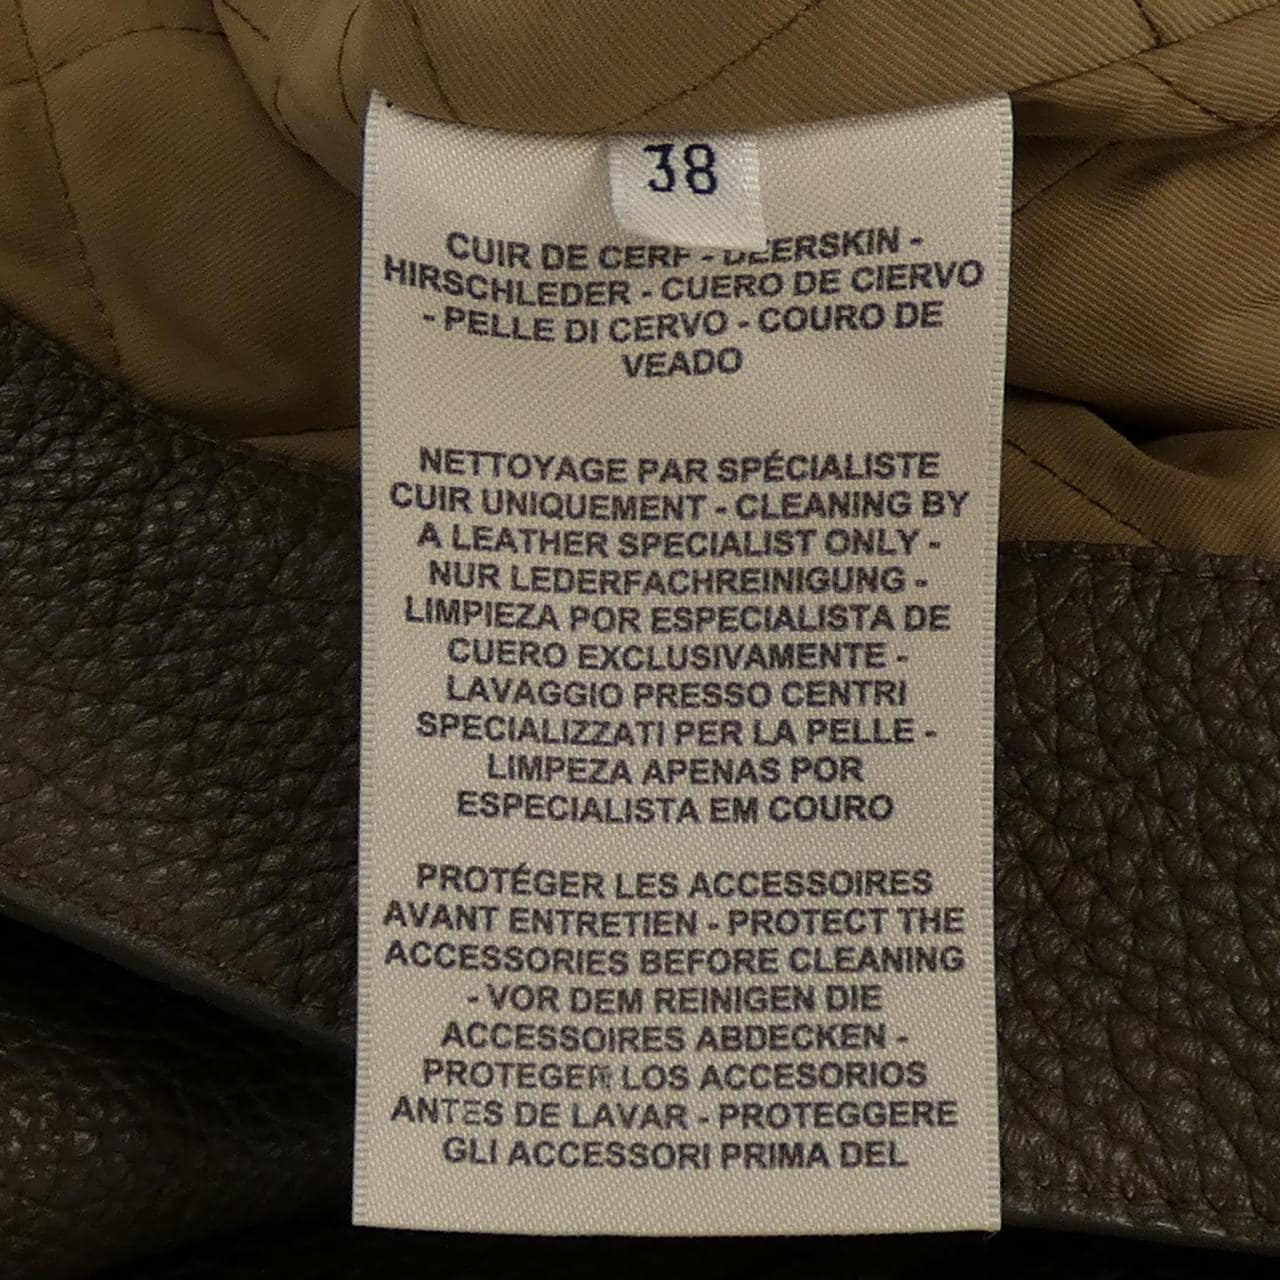 38
CUIR DE CERF - DEERSKIN -
HIRSCHLEDER - CUERO DE CIERVO
- PELLE DI CERVO - COURO DE
VEADO
NETTOYAGE PAR SPÉCIALISTE
CUIR UNIQUEMENT - CLEANING BY
A LEATHER SPECIALIST ONLY -
NUR LEDERFACHREINIGUNG -
LIMPIEZA POR ESPECIALISTA DE
CUERO EXCLUSIVAMENTE -
LAVAGGIO PRESSO CENTRI
SPECIALIZZATI PER LA PELLE -
LIMPEZA APENAS POR
ESPECIALISTA EM COURO
PROTÉGER LES ACCESSOIRES
AVANT ENTRETIEN - PROTECT THE
ACCESSORIES BEFORE CLEANING
- VOR DEM REINIGEN DIE
ACCESSOIRES ABDECKEN -
PROTEGER LOS ACCESORIOS
ANTES DE LAVAR - PROTEGGERE
GLI ACCESSORI PRIMA DEL